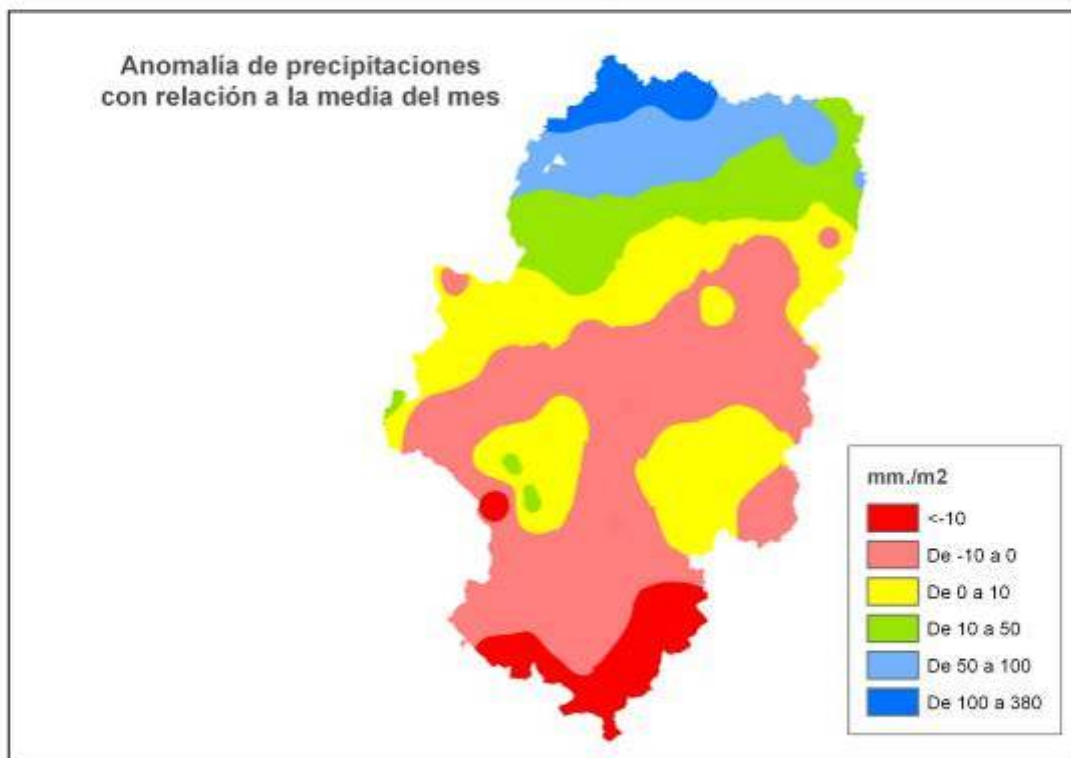 Anomalía de precipitaciones
con relación a la media del mes
mm./m2
<-10
De -10 a 0
De 0 a 10
De 10 a 50
De 50 a 100
De 100 a 380